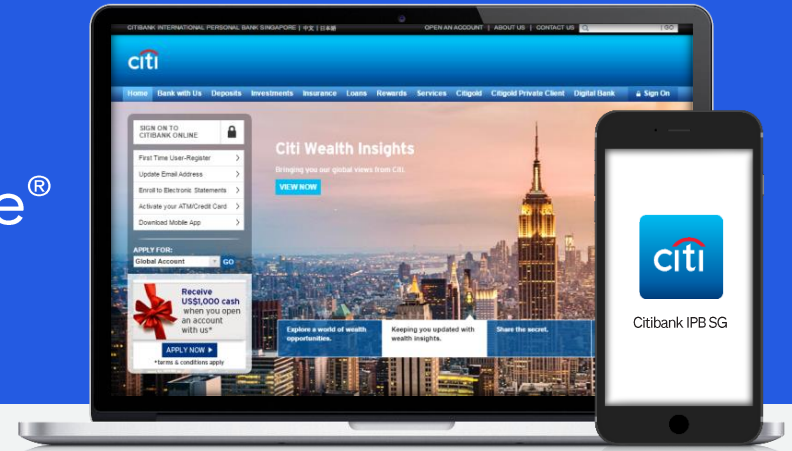 e®
CITIBANK INTERNATIONAL PERSONAL BANK SINGAPORE | 中文 | 日本語
OPEN AN ACCOUNT | ABOUT US | CONTACT US
GO
citi
Home Bank with Us Deposits Investments Insurance Loans Rewards Services Citigold Citigold Private Client Digital Bank Sign On
SIGN ON TO
CITIBANK ONLINE
First Time User-Register
Update Email Address
Enroll to Electronic Statements
Activate your ATM/Credit Card
Download Mobile App
APPLY FOR:
Global Account GO
Receive
US$1,000 cash
when you open
an account
with us*
APPLY NOW
*terms & conditions apply
Citi Wealth Insights
Bringing you our global views from Citi.
VIEW NOW
Explore a world of wealth
opportunities.
Keeping you updated with
wealth insights.
Share the secret.
citi
Citibank IPB SG